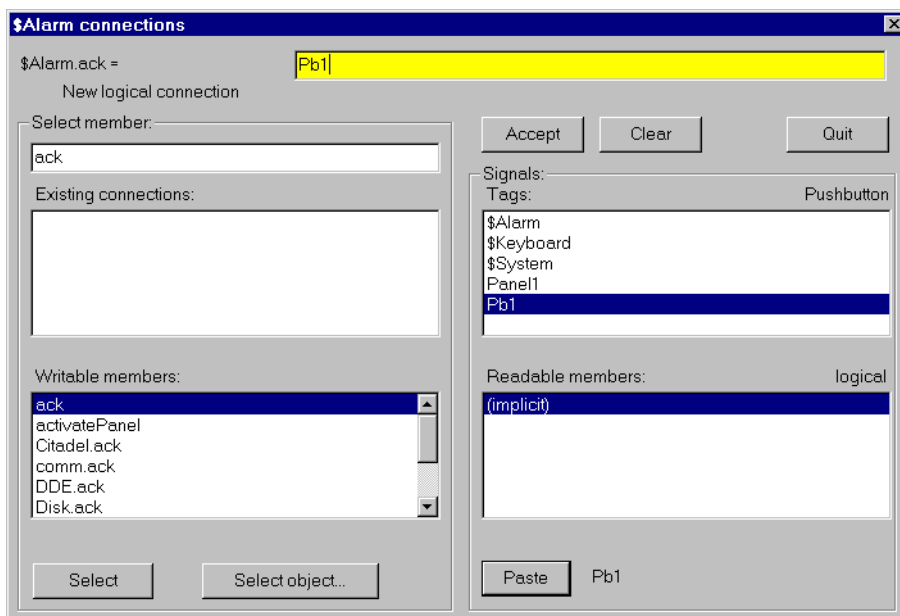 $Alarm connections
$Alarm.ack =
Pb1
New logical connection
Select member:
ack
Existing connections:
Writable members:
ack
activatePanel
Citadel.ack
comm.ack
DDE.ack
Disk.ack
Select
Select object...
Accept
Clear
Quit
Signals:
Tags:
Pushbutton
$Alarm
$Keyboard
$System
Panel1
Pb1
Readable members:
logical
(implicit)
Paste
Pb1